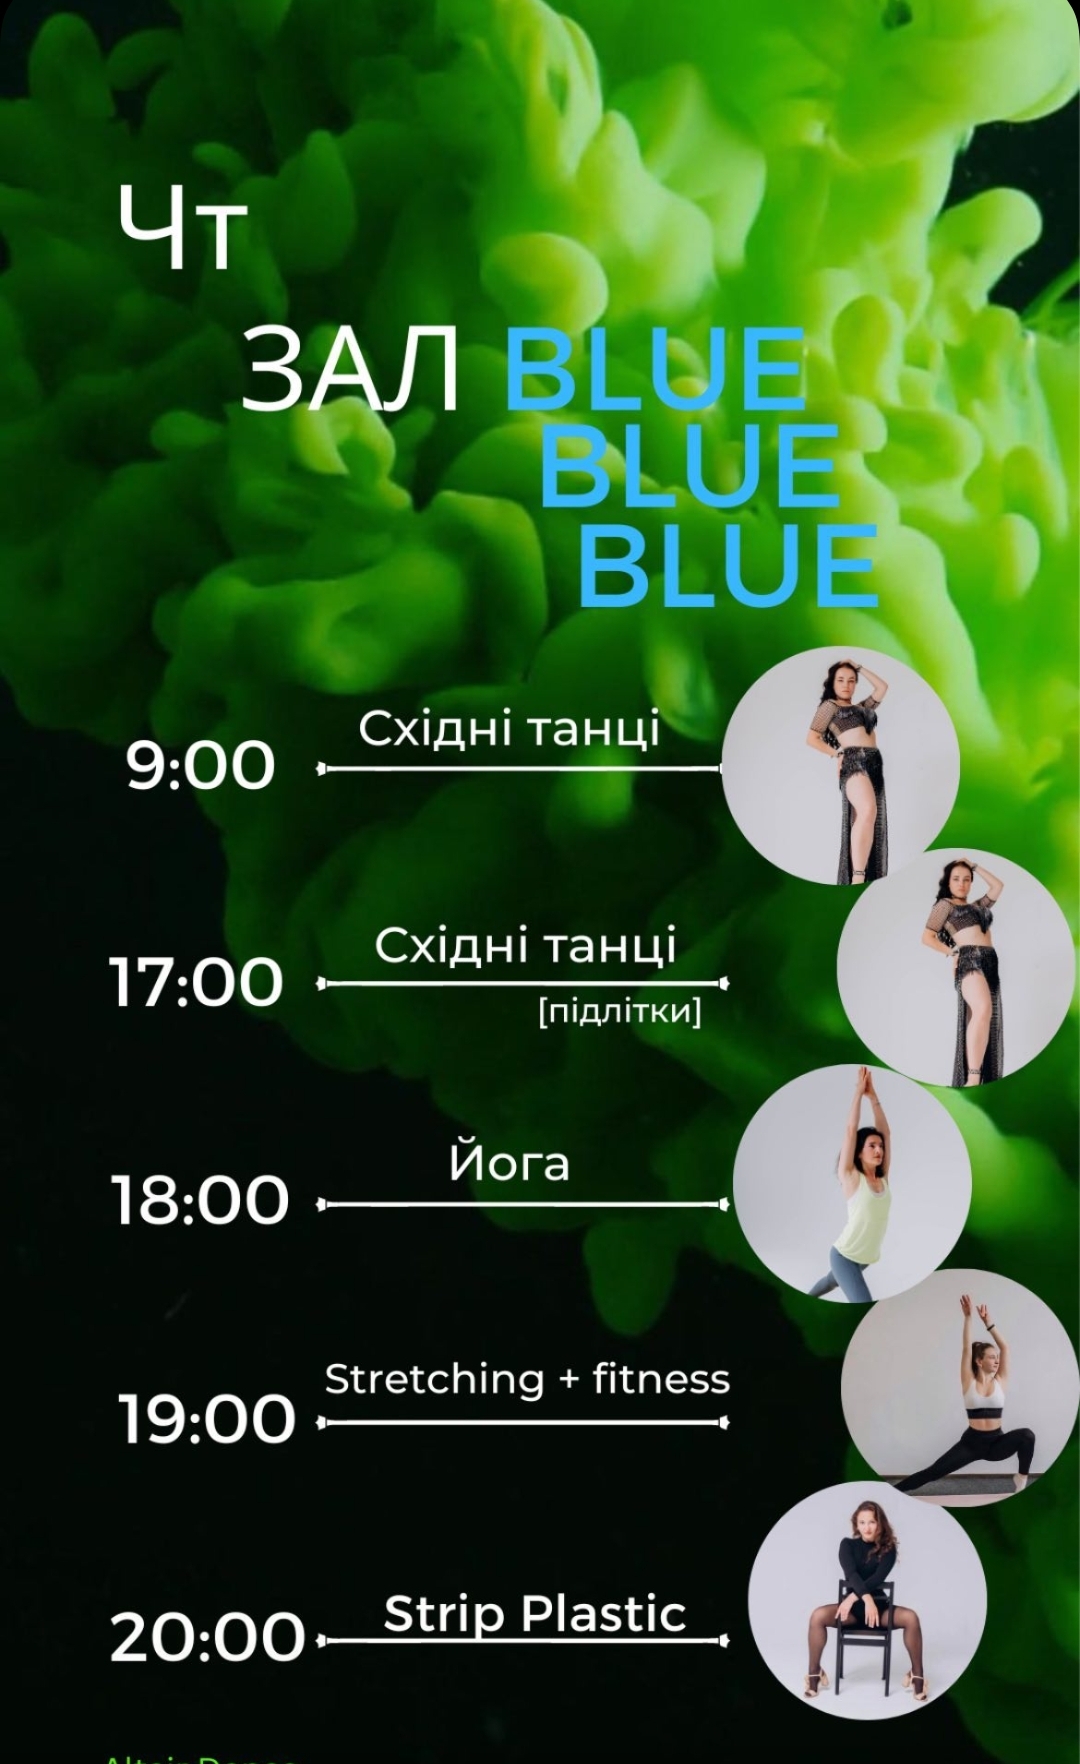 Чт
ЗАЛ BLUE
BLUE
BLUE
9:00 Східні танці
17:00 Східні танці
[підлітки]
18:00 Йога
19:00 Stretching + fitness
20:00 Strip Plastic